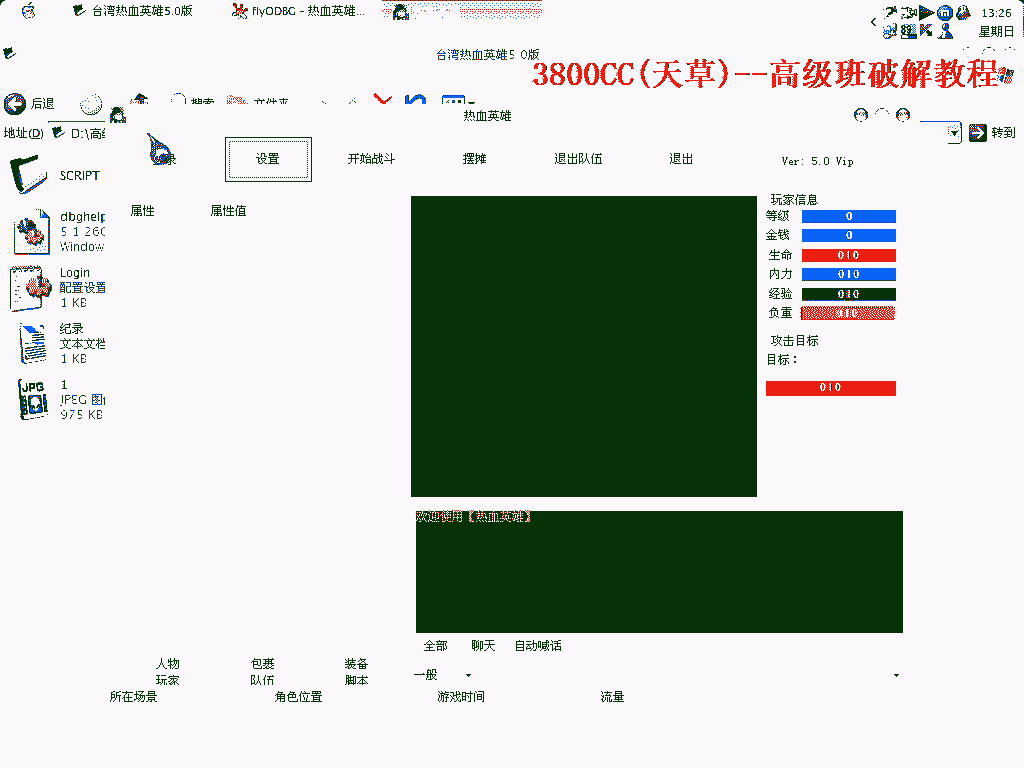 台湾热血英雄5.0版
flyODBG - 热血英雄...
13:26
星期日
台湾热血英雄5.0版
3800CC(天草)--高级班破解教程
后退
搜索
文件夹
热血英雄
地址(D)
D:\高级
转到
设置
开始战斗
摆摊
退出队伍
退出
Ver: 5.0 Vip
SCRIPT
属性
属性值
玩家信息
等级 0
金钱 0
生命 0|0
内力 0|0
经验 0|0
负重
攻击目标
目标：
0|0
dbghelp
5.1.260
Window
Login
配置设置
1 KB
纪录
文本文档
1 KB
JPG
1
JPEG 图
975 KB
欢迎使用【热血英雄】
全部
聊天
自动喊话
人物
包裹
装备
一般
玩家
队伍
脚本
所在场景
角色位置
游戏时间
流量